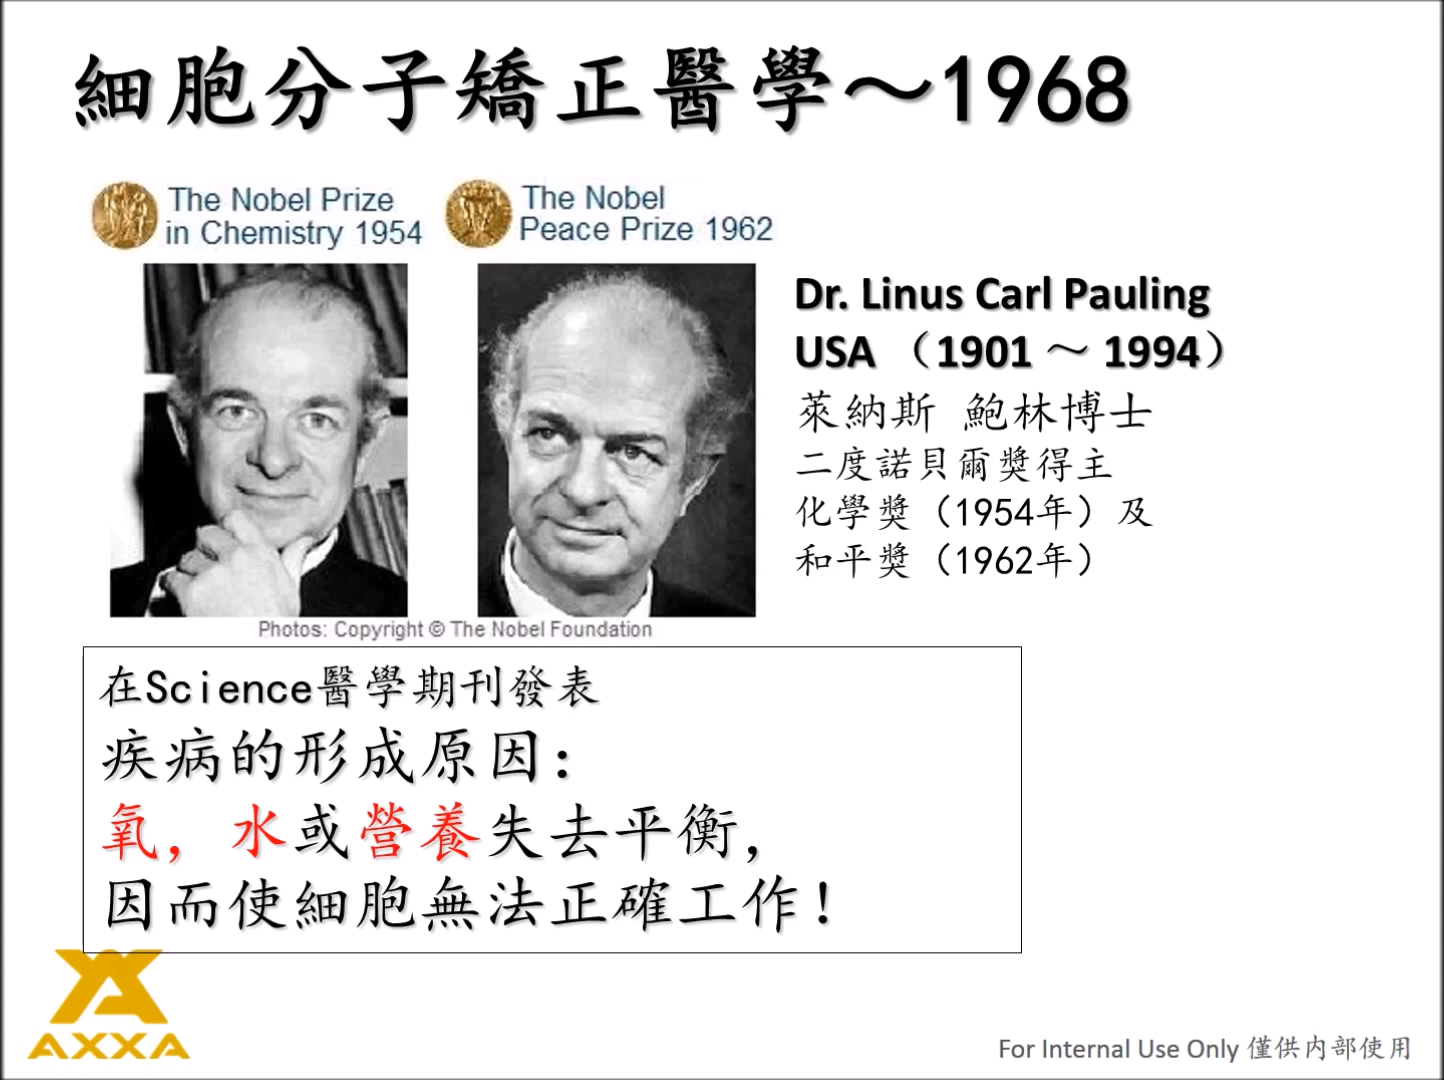 細胞分子矯正醫學～1968
The Nobel Prize
in Chemistry 1954
The Nobel
Peace Prize 1962
Dr. Linus Carl Pauling
USA （1901 ～ 1994）
萊納斯 鮑林博士
二度諾貝爾獎得主
化學獎（1954年）及
和平獎（1962年）
Photos: Copyright © The Nobel Foundation
在Science醫學期刊發表
疾病的形成原因：
氧，水或營養失去平衡，
因而使細胞無法正確工作！
AXXA
For Internal Use Only 僅供內部使用